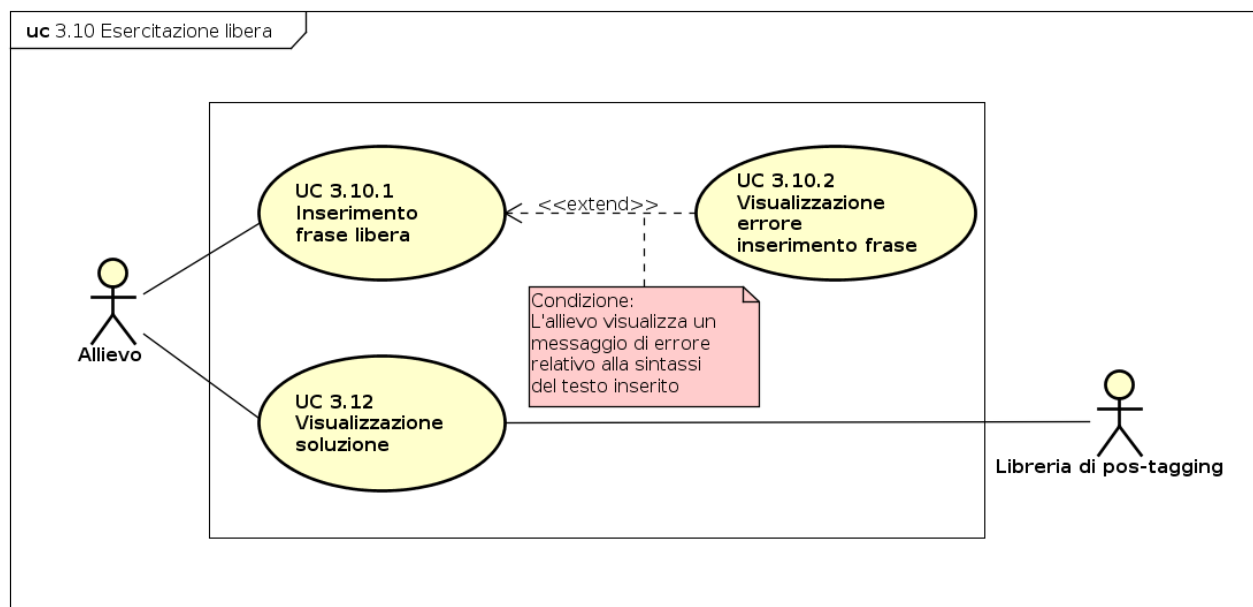 uc 3.10 Esercitazione libera
UC 3.10.1
Inserimento
frase libera
<<extend>>
UC 3.10.2
Visualizzazione
errore
inserimento frase
Condizione:
L'allievo visualizza un
messaggio di errore
relativo alla sintassi
del testo inserito
Allievo
UC 3.12
Visualizzazione
soluzione
Libreria di pos-tagging